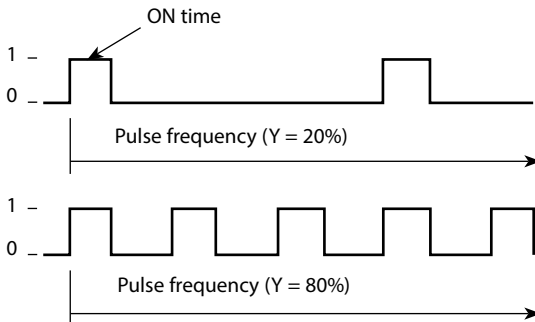 ON time
1 –
0 –
Pulse frequency (Y = 20%)
1 –
0 –
Pulse frequency (Y = 80%)